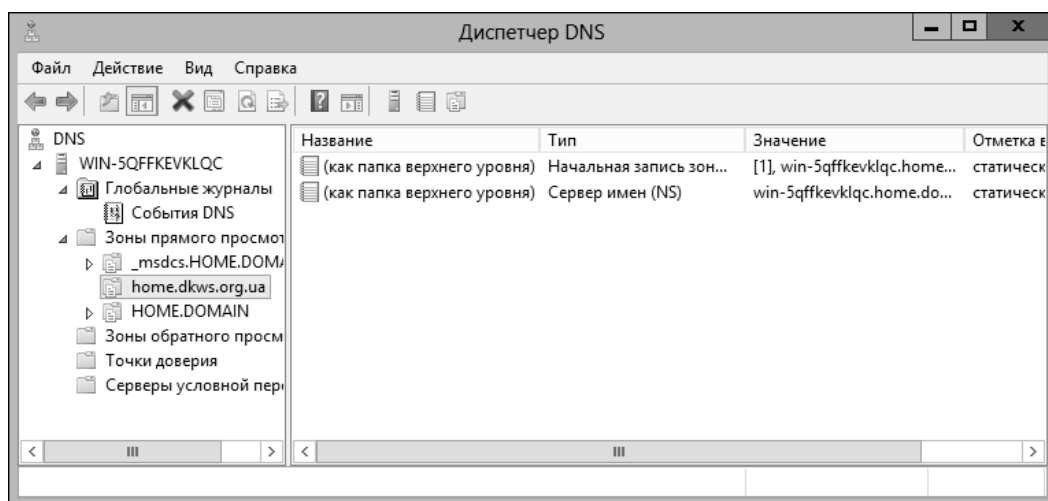 Диспетчер DNS
Файл Действие Вид Справка
DNS
WIN-5QFFKEVKLQC
Глобальные журналы
События DNS
Зоны прямого просмот
_msdcs.HOME.DOMA
home.dkws.org.ua
HOME.DOMAIN
Зоны обратного просм
Точки доверия
Серверы условной пере
Название Тип Значение Отметка в
(как папка верхнего уровня) Начальная запись зон... [1], win-5qffkevklqc.home... статическ
(как папка верхнего уровня) Сервер имен (NS) win-5qffkevklqc.home.do... статическ